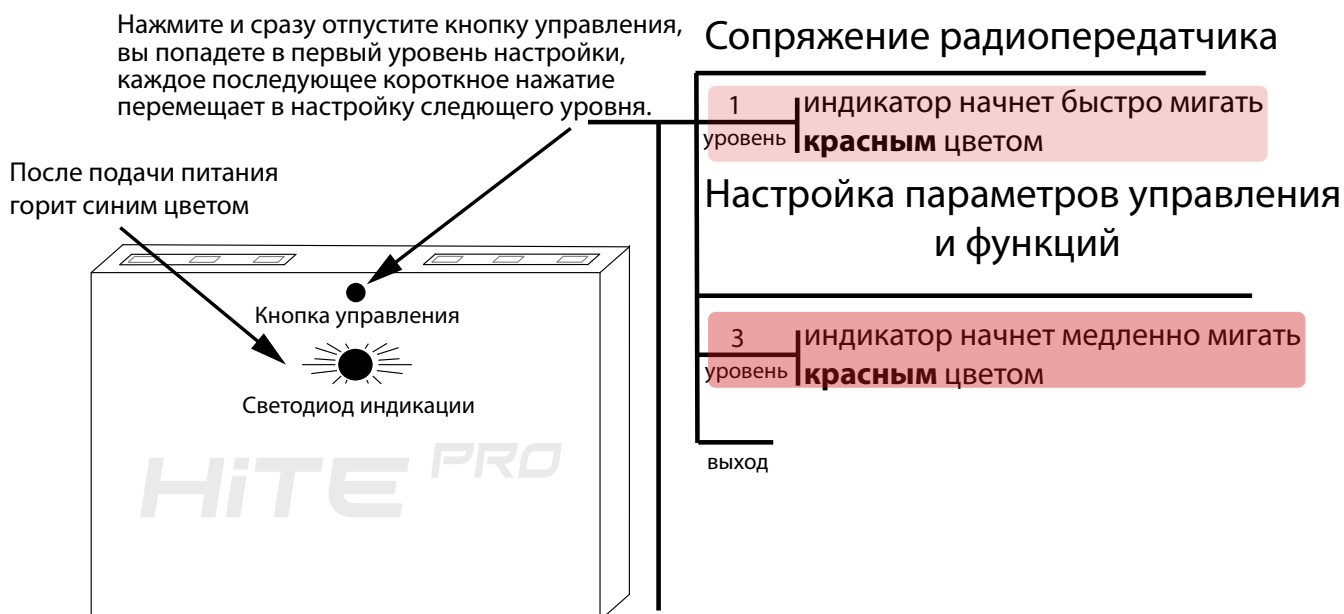 Нажмите и сразу отпустите кнопку управления,
вы попадете в первый уровень настройки,
каждое последующее короткное нажатие
перемещает в настройку следющего уровня.
После подачи питания
горит синим цветом
Кнопка управления
Светодиод индикации
HiTE PRO
Сопряжение радиопередатчика
1
уровень
индикатор начнет быстро мигать
красным цветом
Настройка параметров управления
и функций
3
уровень
индикатор начнет медленно мигать
красным цветом
выход